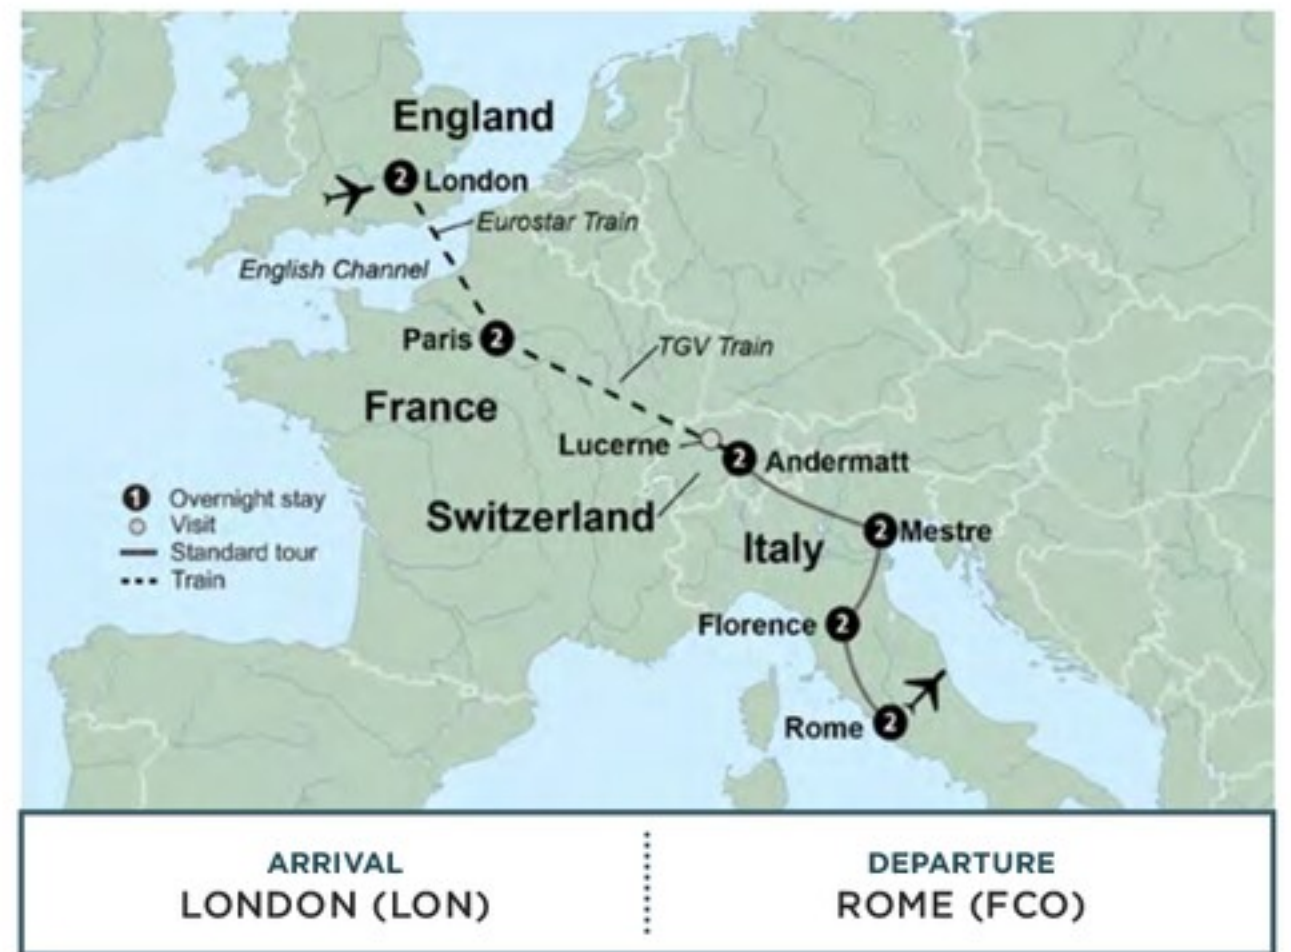 England
2 London
Eurostar Train
English Channel
Paris 2
TGV Train
France
Lucerne
2 Andermatt
1 Overnight stay
Visit
Standard tour
Train
Switzerland
2 Mestre
Italy
Florence 2
Rome 2
ARRIVAL
LONDON (LON)
DEPARTURE
ROME (FCO)